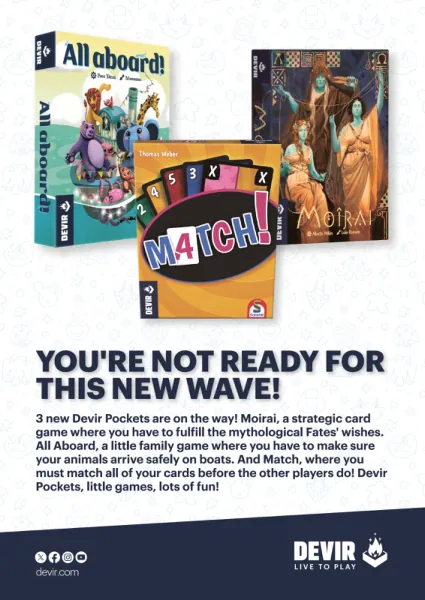 DEVIR
All aboard!
All aboard!
DEVIR
DEVIR
MOIRAI
Thomas Weber
2 4 5 3 X X
M4TCH!
DEVIR
DEVIR
S
YOU'RE NOT READY FOR
THIS NEW WAVE!
3 new Devir Pockets are on the way! Moirai, a strategic card
game where you have to fulfill the mythological Fates' wishes.
All Aboard, a little family game where you have to make sure
your animals arrive safely on boats. And Match, where you
must match all of your cards before the other players do! Devir
Pockets, little games, lots of fun!
devir.com
DEVIR
LIVE TO PLAY